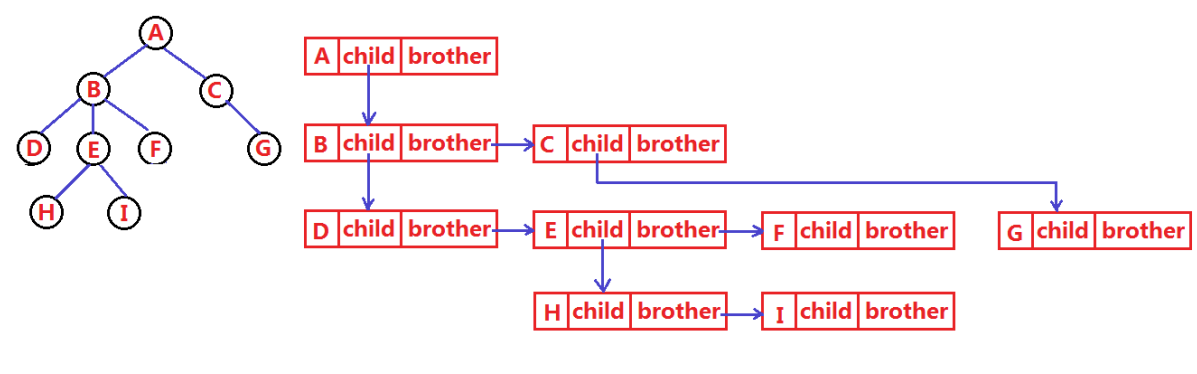 A
B C
D E F G
H I
A child brother
B child brother C child brother
D child brother E child brother F child brother G child brother
H child brother I child brother